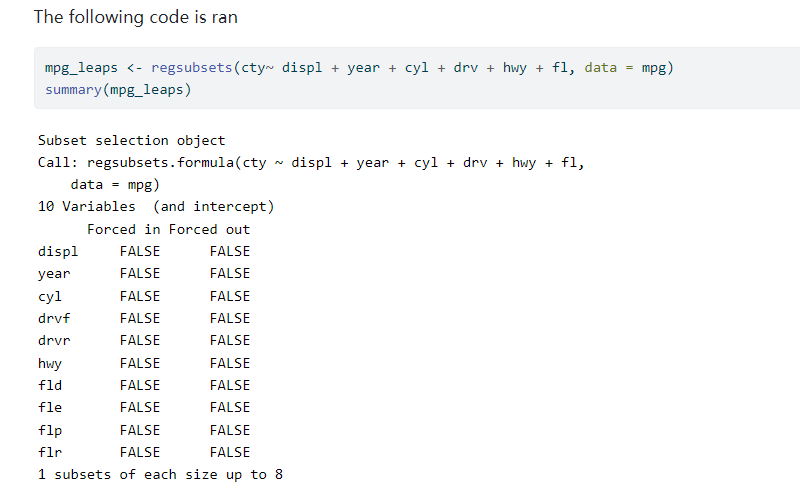 The following code is ran
mpg_leaps <- regsubsets(cty~ displ + year + cyl + drv + hwy + fl, data = mpg)
summary(mpg_leaps)
Subset selection object
Call: regsubsets.formula(cty ~ displ + year + cyl + drv + hwy + fl,
    data = mpg)
10 Variables  (and intercept)
      Forced in Forced out
displ     FALSE      FALSE
year      FALSE      FALSE
cyl       FALSE      FALSE
drvf      FALSE      FALSE
drvr      FALSE      FALSE
hwy       FALSE      FALSE
fld       FALSE      FALSE
fle       FALSE      FALSE
flp       FALSE      FALSE
flr       FALSE      FALSE
1 subsets of each size up to 8